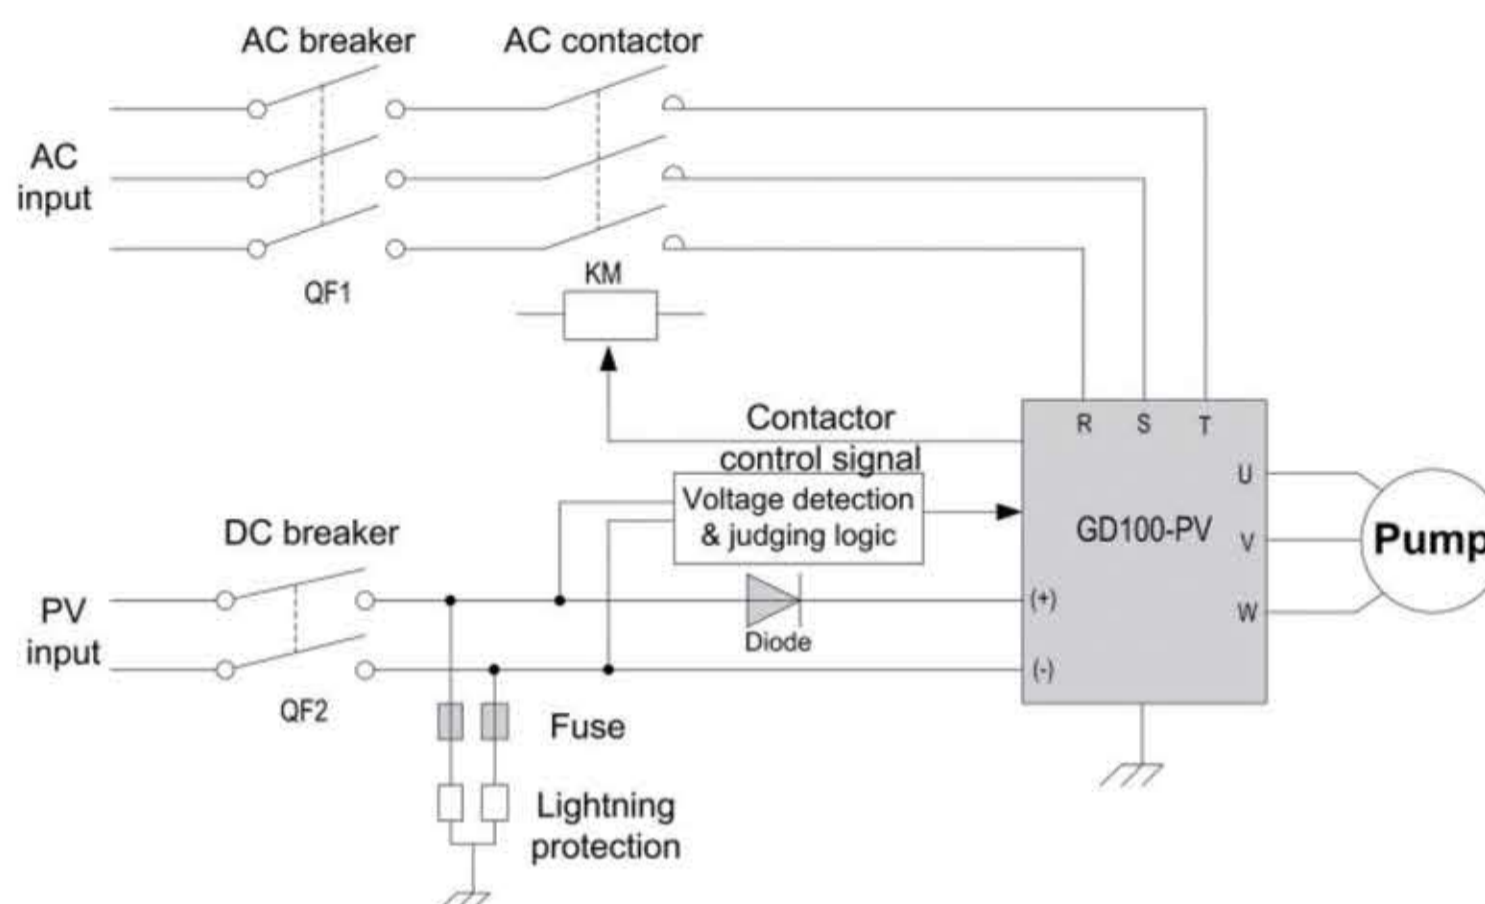 AC breaker
AC contactor
AC
input
QF1
KM
Contactor
control signal
R S T
U
Voltage detection
& judging logic
GD100-PV
V
Pump
DC breaker
PV
input
(+)
W
Diode
(-)
QF2
Fuse
Lightning
protection